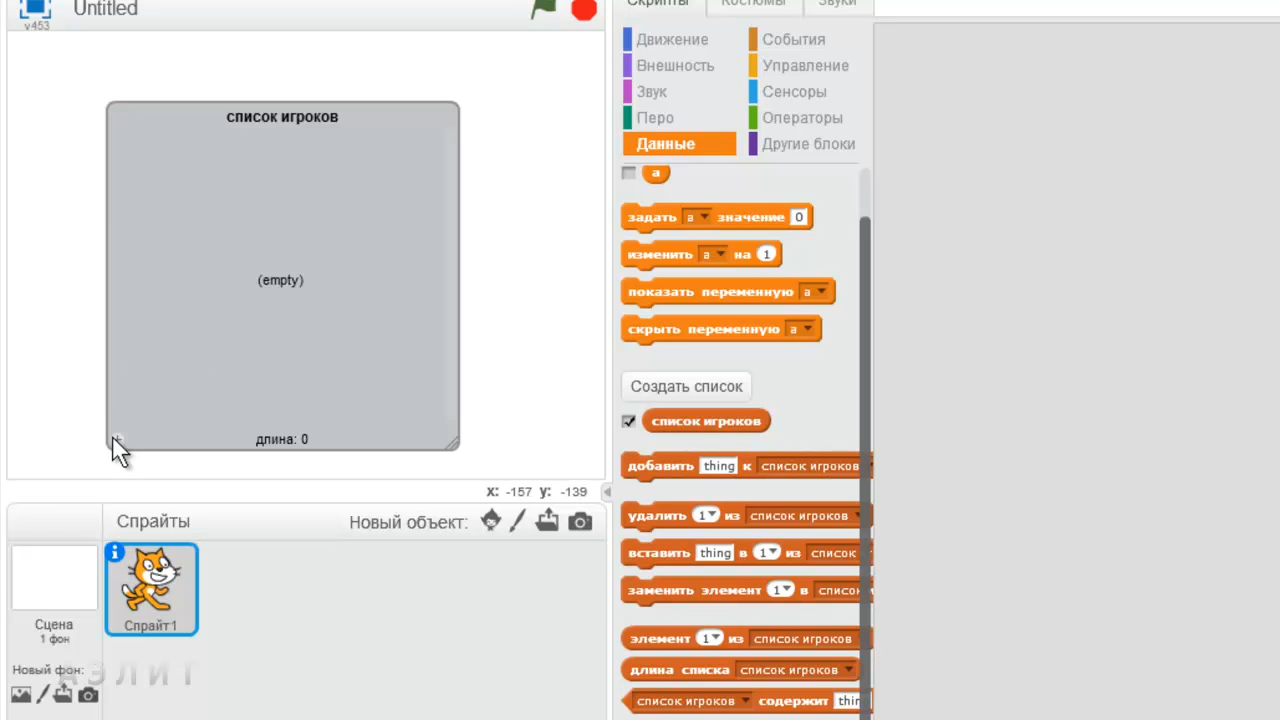 Untitled
v453
список игроков
(empty)
длина: 0
x: -157 y: -139
Спрайты
Новый объект:
Сцена
1 фон
Спрайт1
Новый фон:
АЭЛИТ
Скрипты
Костюмы
Звуки
Движение
События
Внешность
Управление
Звук
Сенсоры
Перо
Операторы
Данные
Другие блоки
a
задать a значение 0
изменить a на 1
показать переменную a
скрыть переменную a
Создать список
список игроков
добавить thing к список игроков
удалить 1 из список игроков
вставить thing в 1 из список
заменить элемент 1 в список
элемент 1 из список игроков
длина списка список игроков
список игроков содержит thin